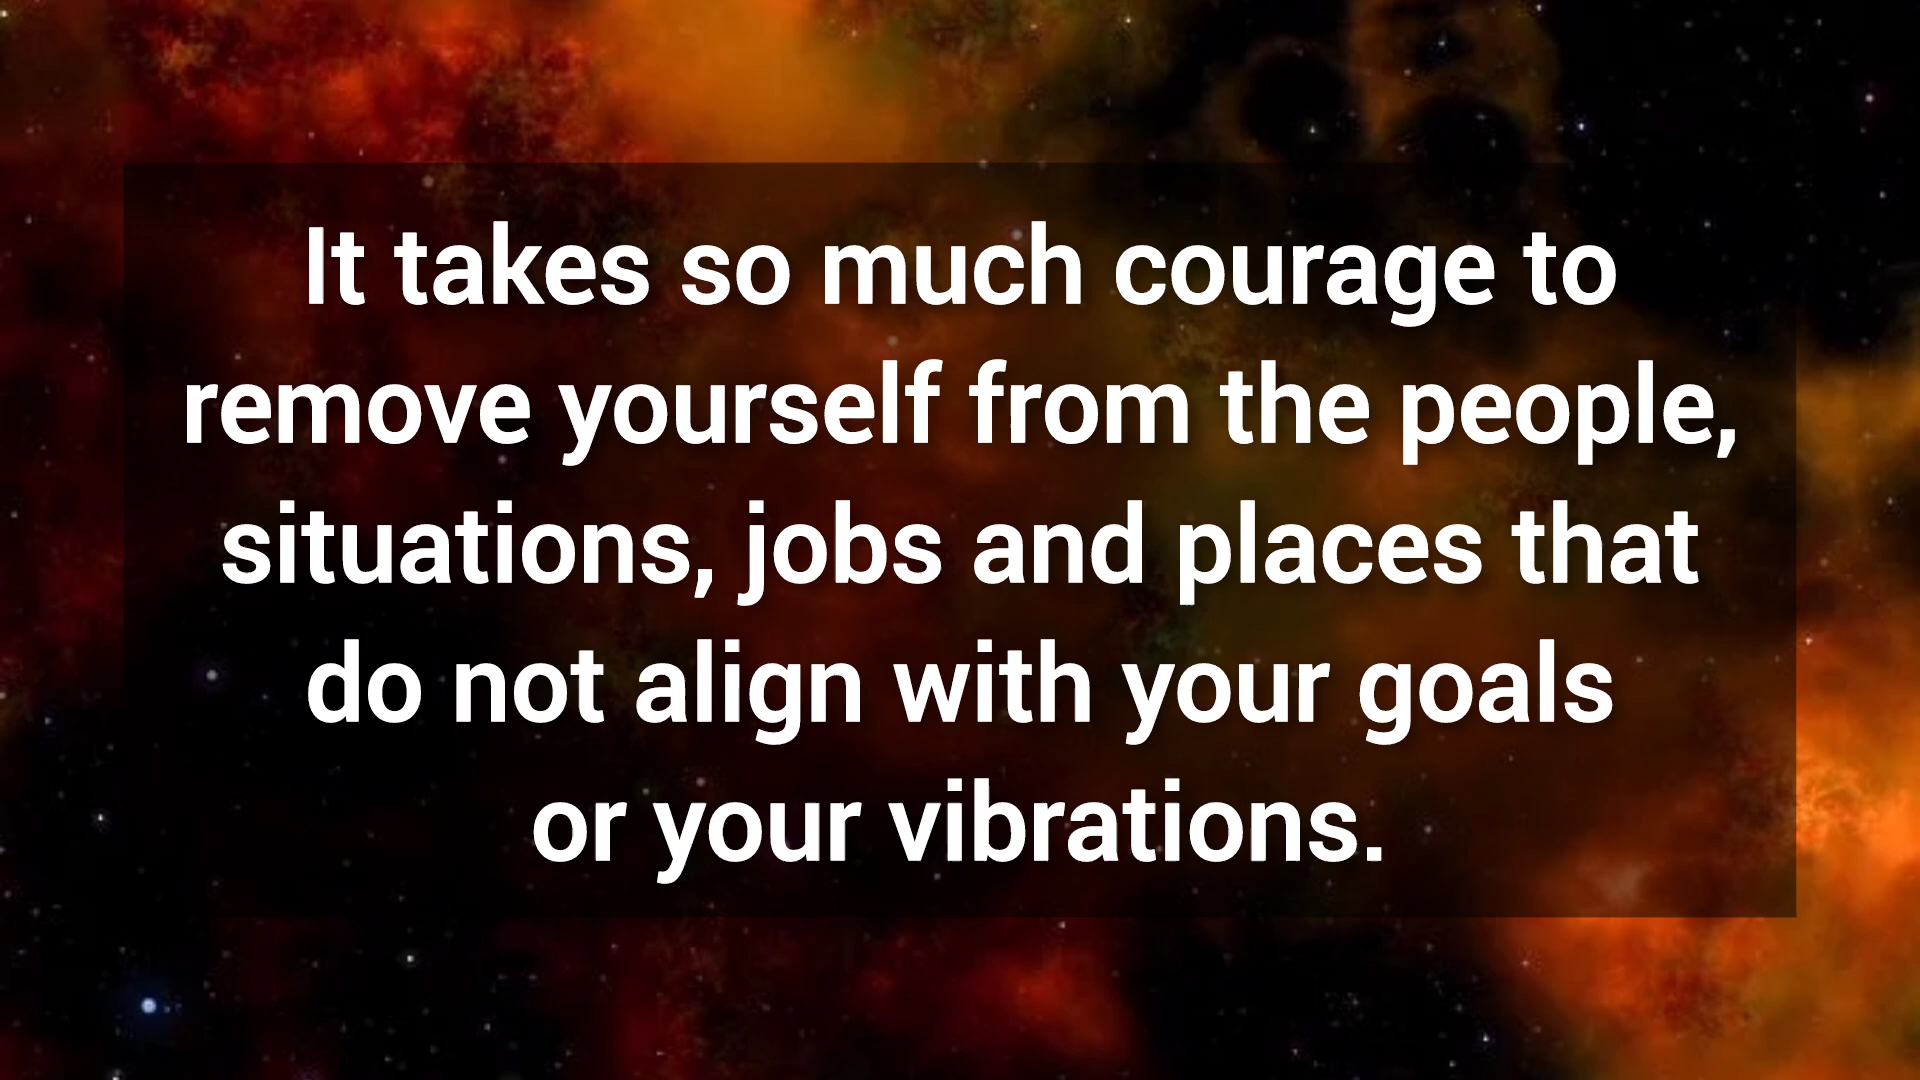 It takes so much courage to
remove yourself from the people,
situations, jobs and places that
do not align with your goals
or your vibrations.